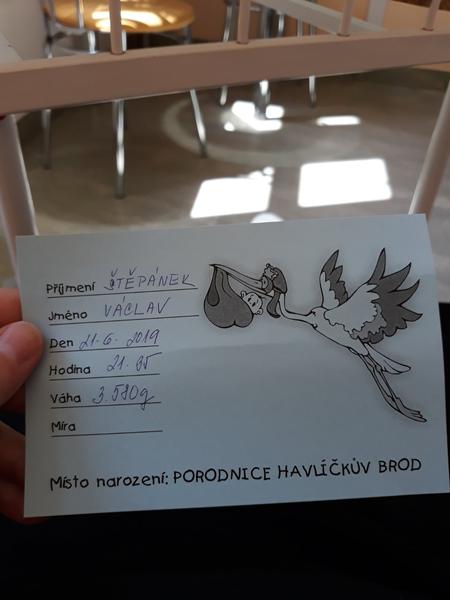 Příjmení ŠTĚPÁNEK
Jméno VÁCLAV
Den 21.6. 2019
Hodina 21.05
Váha 3.580g
Míra
Místo narození: PORODNICE HAVLÍČKŮV BROD